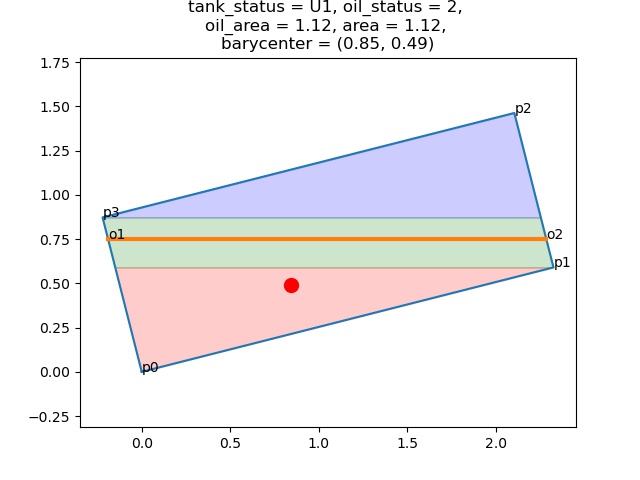 tank_status = U1, oil_status = 2,
oil_area = 1.12, area = 1.12,
barycenter = (0.85, 0.49)
1.75
1.50
1.25
1.00
0.75
0.50
0.25
0.00
−0.25
p2
p3
o1
o2
p1
p0
0.0
0.5
1.0
1.5
2.0